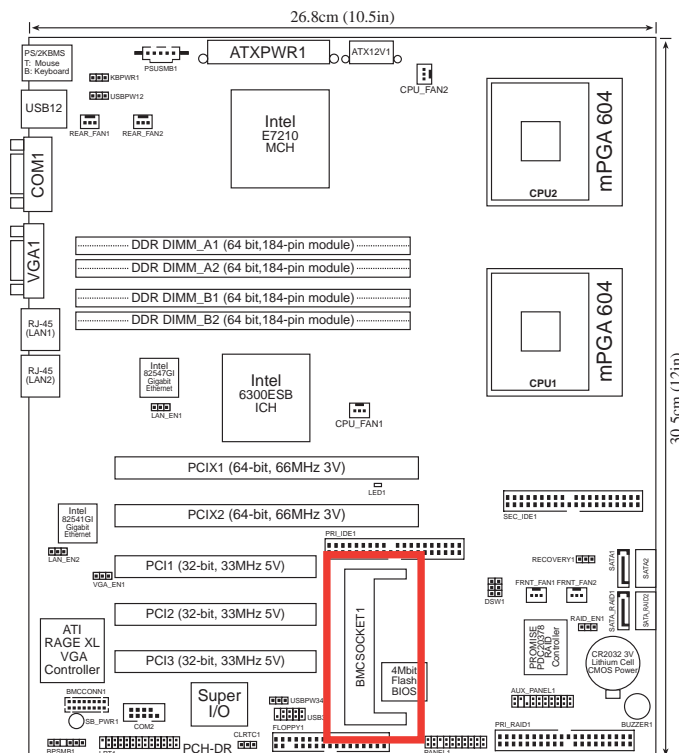 26.8cm (10.5in)
PS/2KBMS
T: Mouse
B: Keyboard
PSUSMB1
ATXPWR1
ATX12V1
KBPWR1
USBPW12
CPU_FAN2
USB12
REAR_FAN1
REAR_FAN2
Intel
E7210
MCH
CPU2
mPGA 604
COM1
VGA1
DDR DIMM_A1 (64 bit,184-pin module)
DDR DIMM_A2 (64 bit,184-pin module)
DDR DIMM_B1 (64 bit,184-pin module)
DDR DIMM_B2 (64 bit,184-pin module)
RJ-45
(LAN1)
RJ-45
(LAN2)
Intel
82547GI
Gigabit
Ethernet
LAN_EN1
Intel
6300ESB
ICH
CPU_FAN1
CPU1
mPGA 604
30.5cm (12in)
PCIX1 (64-bit, 66MHz 3V)
LED1
PCIX2 (64-bit, 66MHz 3V)
SEC_IDE1
Intel
82541GI
Gigabit
Ethernet
LAN_EN2
PRI_IDE1
PCI1 (32-bit, 33MHz 5V)
VGA_EN1
RECOVERY1
SATA1
SATA2
FRNT_FAN1
FRNT_FAN2
DSW1
PCI2 (32-bit, 33MHz 5V)
BMCSOCKET1
RAID_EN1
SATA_RAID1
SATA_RAID2
ATI
RAGE XL
VGA
Controller
PCI3 (32-bit, 33MHz 5V)
4Mbit
Flash
BIOS
PROMISE
PDC20378
RAID
Controller
CR2032 3V
Lithium Cell
CMOS Power
BMCCONN1
Super
I/O
USBPW34
AUX_PANEL1
SB_PWR1
COM2
FLOPPY1
PRI_RAID1
BUZZER1
BPSMB1
PCH-DR
CLRTC1